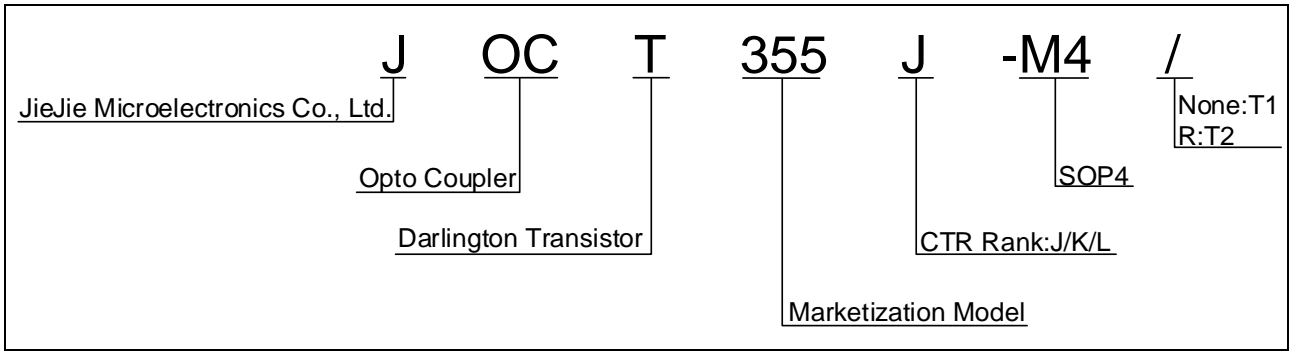 J OC T 355 J -M4 /
JieJie Microelectronics Co., Ltd.
None:T1
R:T2
Opto Coupler
SOP4
Darlington Transistor
CTR Rank:J/K/L
Marketization Model